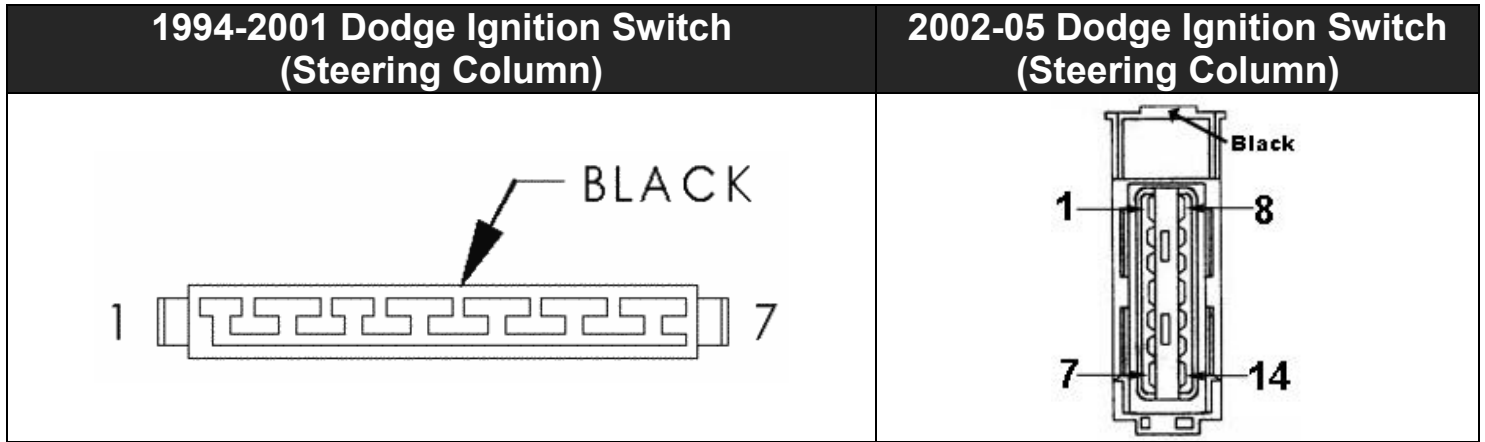 1994-2001 Dodge Ignition Switch
(Steering Column)
2002-05 Dodge Ignition Switch
(Steering Column)
BLACK
1
7
Black
1
8
7
14